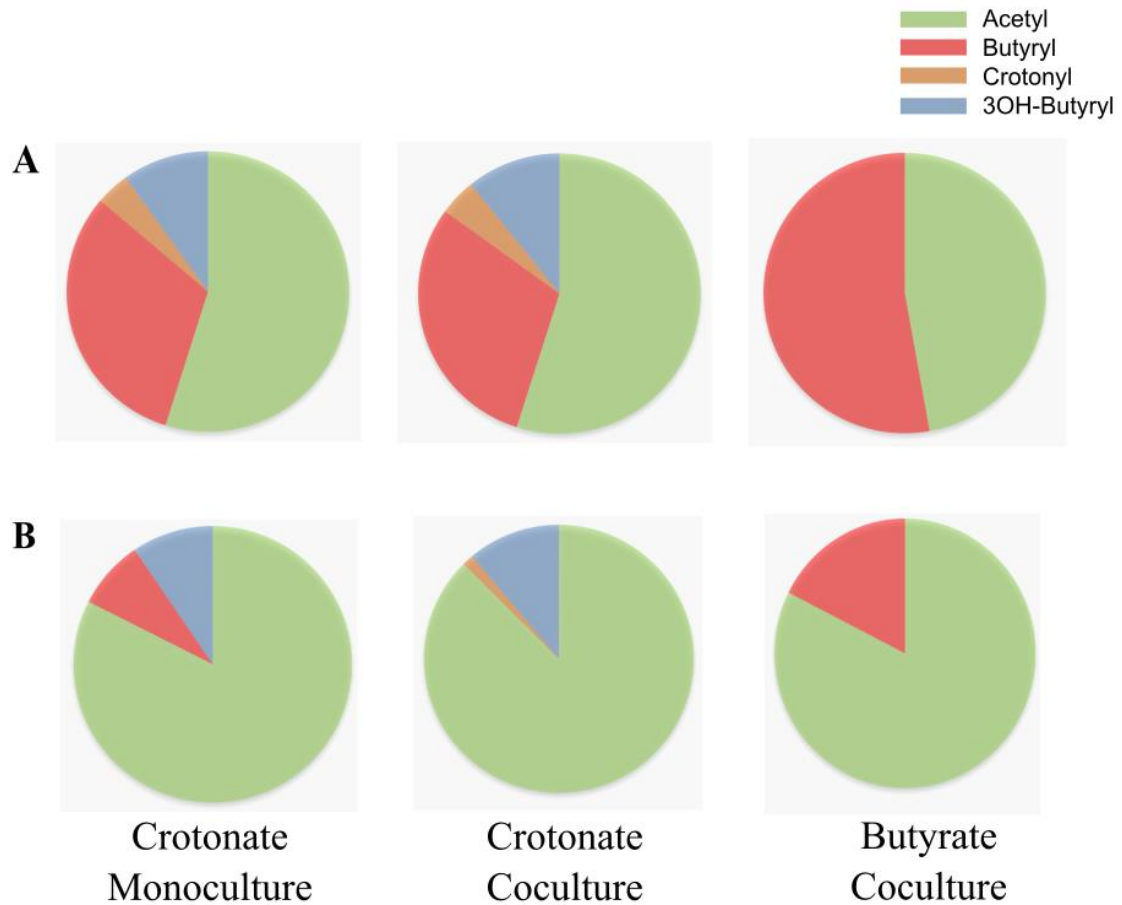 Acetyl
Butyryl
Crotonyl
3OH-Butyryl
A
B
Crotonate
Monoculture
Crotonate
Coculture
Butyrate
Coculture